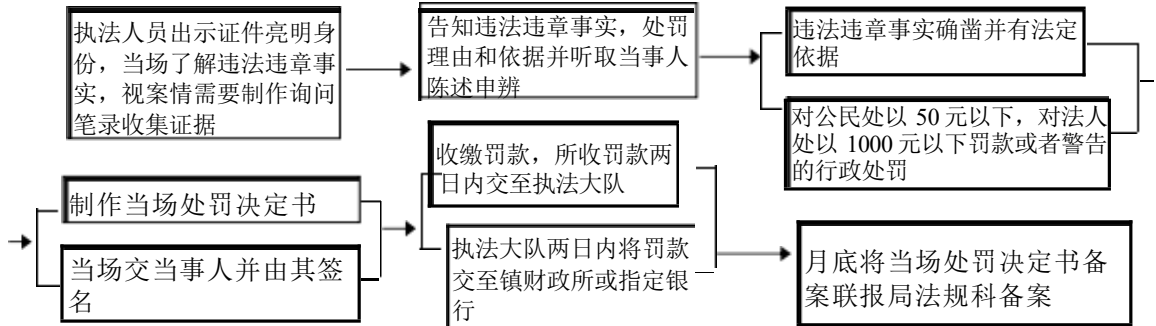 执法人员出示证件亮明身
份，当场了解违法违章事
实，视案情需要制作询问
笔录收集证据
告知违法违章事实，处罚
理由和依据并听取当事人
陈述申辨
违法违章事实确凿并有法定
依据
对公民处以 50 元以下，对法人
处以 1000 元以下罚款或者警告
的行政处罚
制作当场处罚决定书
当场交当事人并由其签
名
收缴罚款，所收罚款两
日内交至执法大队
执法大队两日内将罚款
交至镇财政所或指定银
行
月底将当场处罚决定书备
案联报局法规科备案